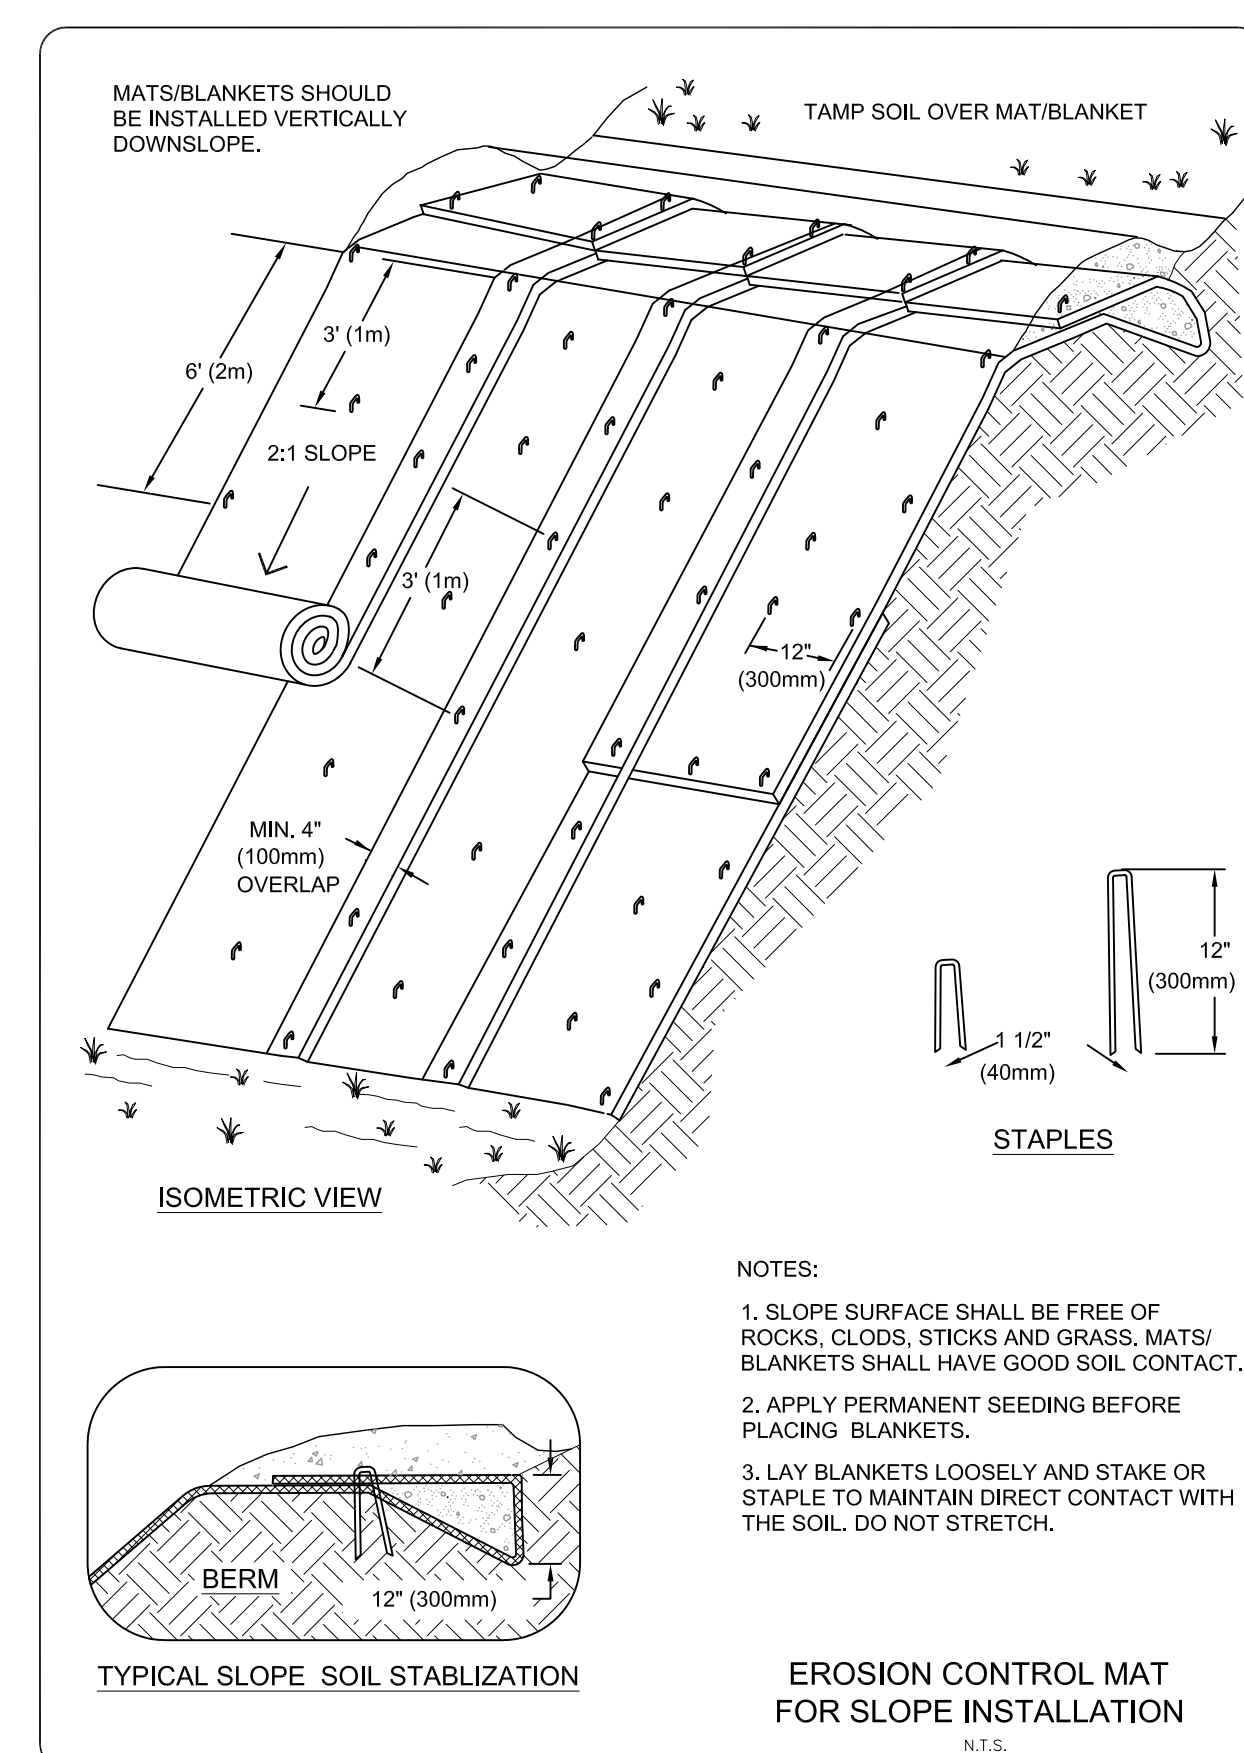 MATS/BLANKETS SHOULD
BE INSTALLED VERTICALLY
DOWNSLOPE.
TAMP SOIL OVER MAT/BLANKET
3' (1m)
6' (2m)
2:1 SLOPE
3' (1m)
12"
(300mm)
MIN. 4"
(100mm)
OVERLAP
12"
(300mm)
1 1/2"
(40mm)
STAPLES
ISOMETRIC VIEW
NOTES:
1. SLOPE SURFACE SHALL BE FREE OF
ROCKS, CLODS, STICKS AND GRASS. MATS/
BLANKETS SHALL HAVE GOOD SOIL CONTACT.
2. APPLY PERMANENT SEEDING BEFORE
PLACING BLANKETS.
3. LAY BLANKETS LOOSELY AND STAKE OR
STAPLE TO MAINTAIN DIRECT CONTACT WITH
THE SOIL. DO NOT STRETCH.
BERM
12" (300mm)
TYPICAL SLOPE SOIL STABLIZATION
EROSION CONTROL MAT
FOR SLOPE INSTALLATION
N.T.S.